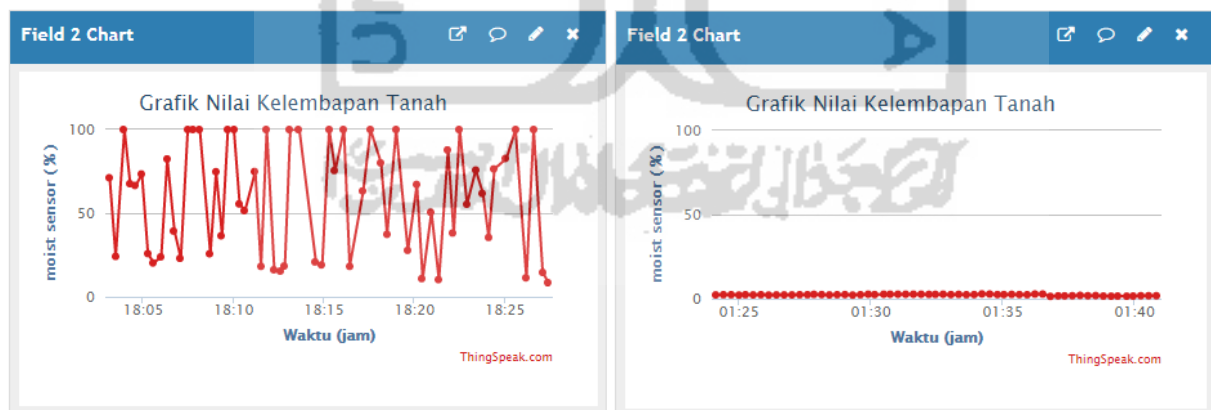 Field 2 Chart
Grafik Nilai Kelembapan Tanah
moist sensor (%)
100
50
0
18:05 18:10 18:15 18:20 18:25
Waktu (jam)
ThingSpeak.com
Field 2 Chart
Grafik Nilai Kelembapan Tanah
moist sensor (%)
100
50
0
01:25 01:30 01:35 01:40
Waktu (jam)
ThingSpeak.com